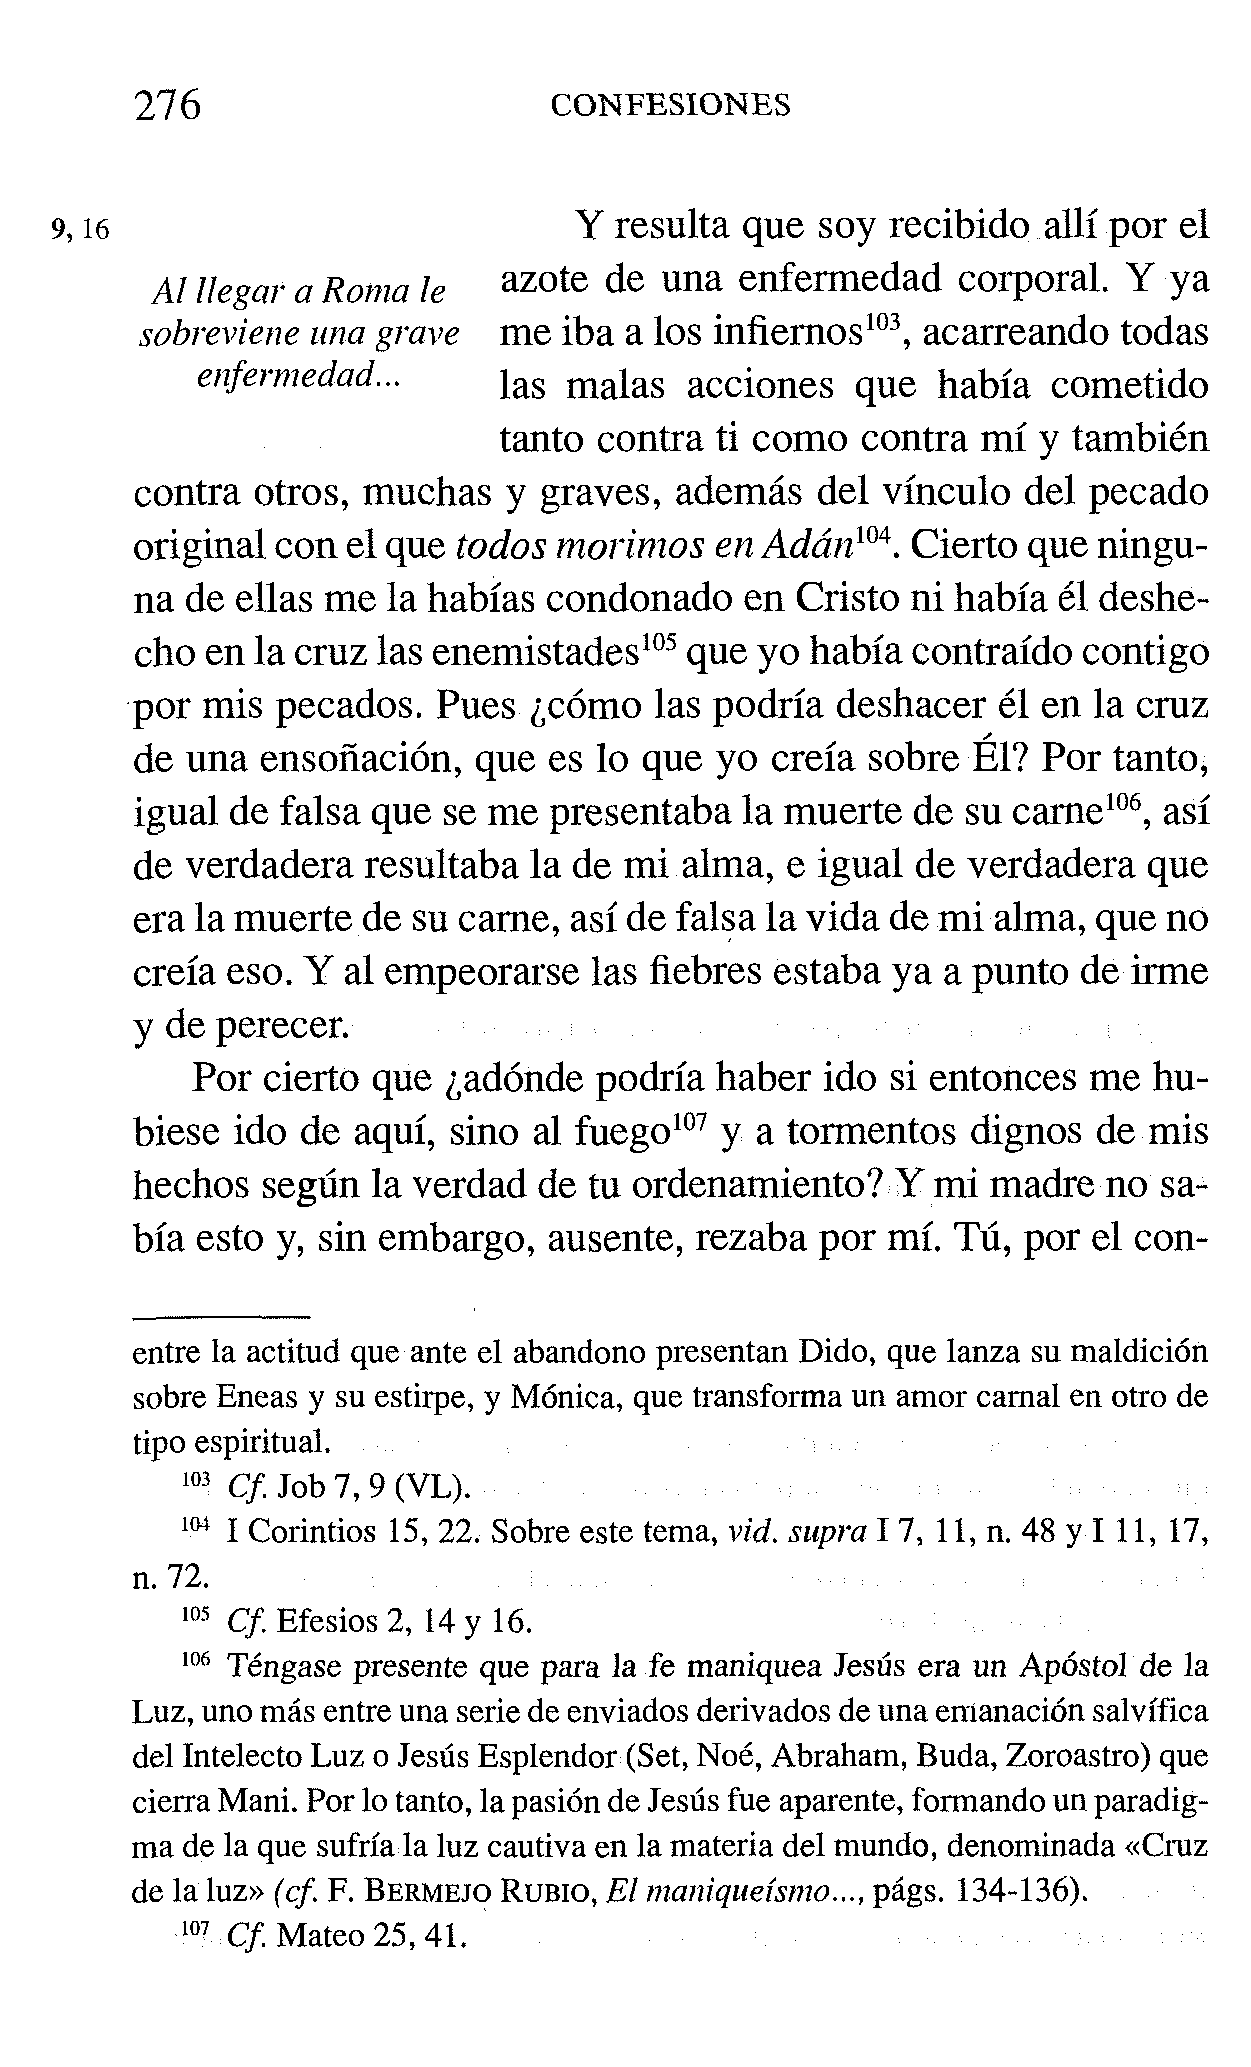 276 CONFESIONES
9, 16
Al llegar a Roma le
sobreviene una grave
enfermedad...
Y resulta que soy recibido allí por el
azote de una enfermedad corporal. Y ya
me iba a los infiernos¹⁰³, acarreando todas
las malas acciones que había cometido
tanto contra ti como contra mí y también
contra otros, muchas y graves, además del vínculo del pecado
original con el que todos morimos en Adán¹⁰⁴. Cierto que ningu-
na de ellas me la habías condonado en Cristo ni había él deshe-
cho en la cruz las enemistades¹⁰⁵ que yo había contraído contigo
por mis pecados. Pues ¿cómo las podría deshacer él en la cruz
de una ensoñación, que es lo que yo creía sobre Él? Por tanto,
igual de falsa que se me presentaba la muerte de su carne¹⁰⁶, así
de verdadera resultaba la de mi alma, e igual de verdadera que
era la muerte de su carne, así de falsa la vida de mi alma, que no
creía eso. Y al empeorarse las fiebres estaba ya a punto de irme
y de perecer.
Por cierto que ¿adónde podría haber ido si entonces me hu-
biese ido de aquí, sino al fuego¹⁰⁷ y a tormentos dignos de mis
hechos según la verdad de tu ordenamiento? Y mi madre no sa-
bía esto y, sin embargo, ausente, rezaba por mí. Tú, por el con-
entre la actitud que ante el abandono presentan Dido, que lanza su maldición
sobre Eneas y su estirpe, y Mónica, que transforma un amor carnal en otro de
tipo espiritual.
¹⁰³ Cf. Job 7, 9 (VL).
¹⁰⁴ I Corintios 15, 22. Sobre este tema, vid. supra I 7, 11, n. 48 y I 11, 17,
n. 72.
¹⁰⁵ Cf. Efesios 2, 14 y 16.
¹⁰⁶ Téngase presente que para la fe maniquea Jesús era un Apóstol de la
Luz, uno más entre una serie de enviados derivados de una emanación salvífica
del Intelecto Luz o Jesús Esplendor (Set, Noé, Abraham, Buda, Zoroastro) que
cierra Mani. Por lo tanto, la pasión de Jesús fue aparente, formando un paradig-
ma de la que sufría la luz cautiva en la materia del mundo, denominada «Cruz
de la luz» (cf. F. BERMEJO RUBIO, El maniqueísmo..., págs. 134-136).
¹⁰⁷ Cf. Mateo 25, 41.